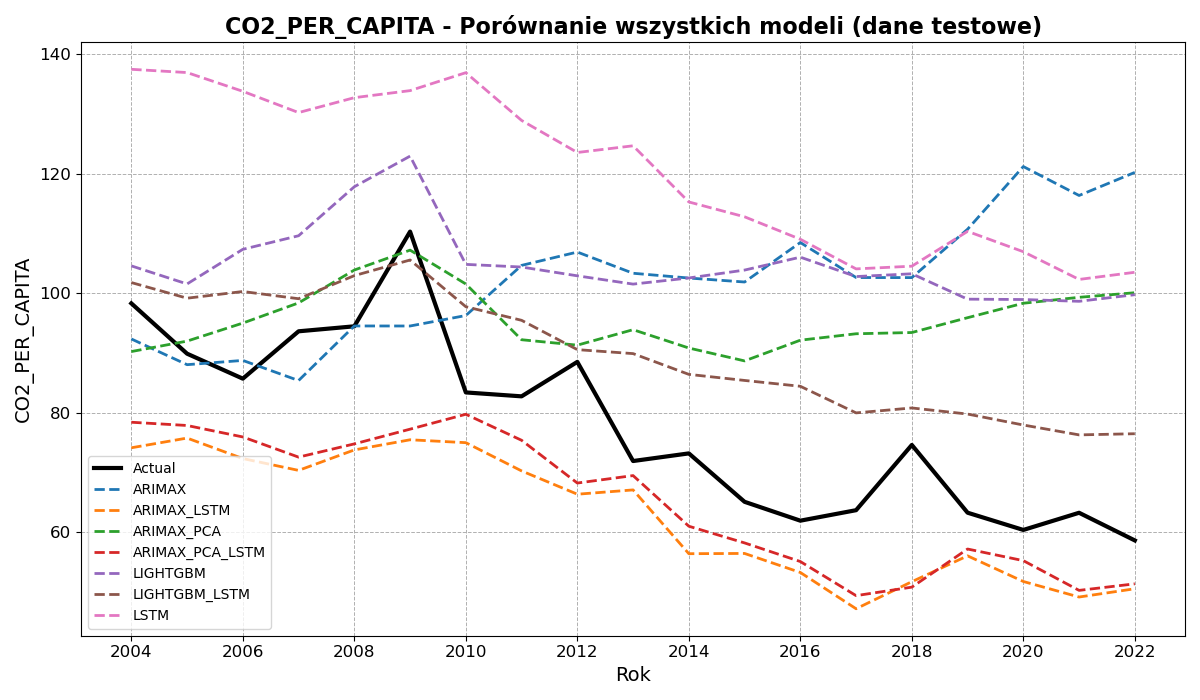 CO2_PER_CAPITA - Porównanie wszystkich modeli (dane testowe)
CO2_PER_CAPITA
140
120
100
80
60
Actual
ARIMAX
ARIMAX_LSTM
ARIMAX_PCA
ARIMAX_PCA_LSTM
LIGHTGBM
LIGHTGBM_LSTM
LSTM
2004 2006 2008 2010 2012 2014 2016 2018 2020 2022
Rok